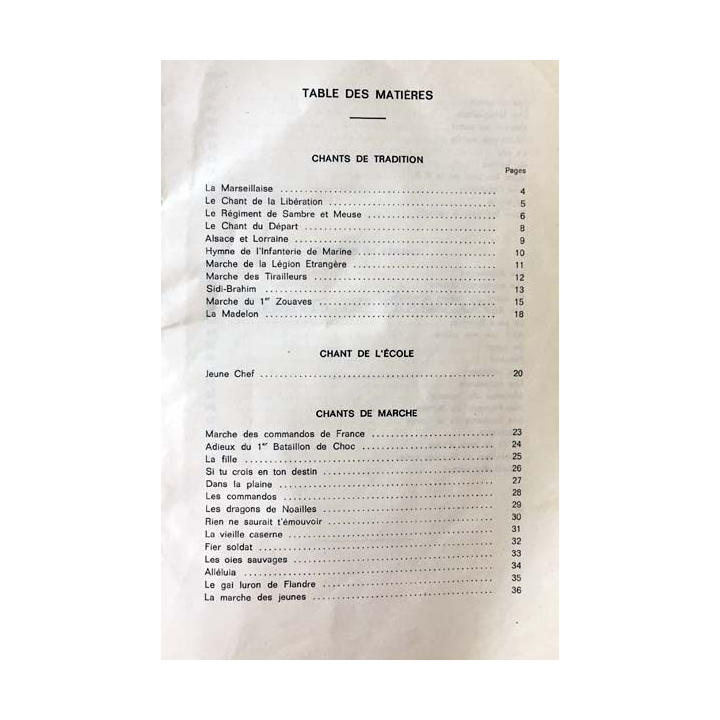 TABLE DES MATIÈRES
CHANTS DE TRADITION
Pages
La Marseillaise 4
Le Chant de la Libération 5
Le Régiment de Sambre et Meuse 6
Le Chant du Départ 8
Alsace et Lorraine 9
Hymne de l'Infanterie de Marine 10
Marche de la Légion Etrangère 11
Marche des Tirailleurs 12
Sidi-Brahim 13
Marche du 1er Zouaves 15
La Madelon 18
CHANT DE L'ÉCOLE
Jeune Chef 20
CHANTS DE MARCHE
Marche des commandos de France 23
Adieux du 1er Bataillon de Choc 24
La fille 25
Si tu crois en ton destin 26
Dans la plaine 27
Les commandos 28
Les dragons de Noailles 29
Rien ne saurait t'émouvoir 30
La vieille caserne 31
Fier soldat 32
Les oies sauvages 33
Alléluia 34
Le gai luron de Flandre 35
La marche des jeunes 36